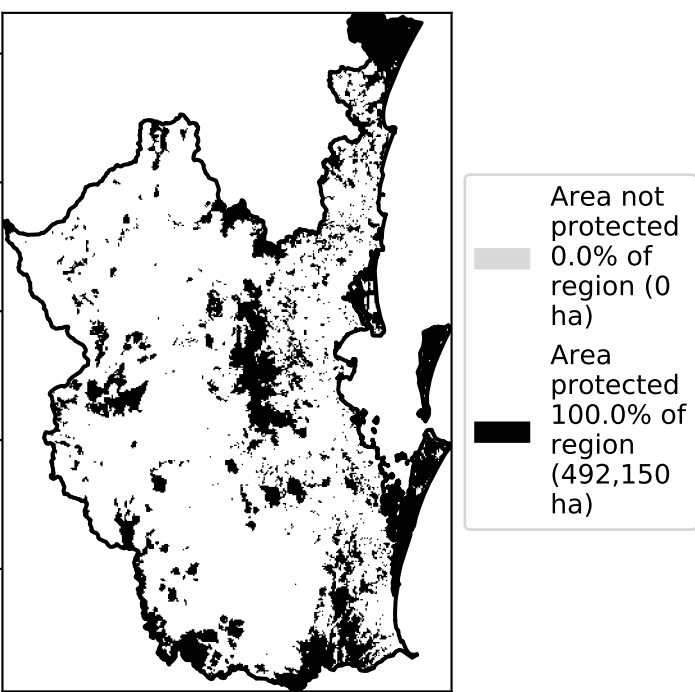 Area not
protected
0.0% of
region (0
ha)
Area
protected
100.0% of
region
(492,150
ha)